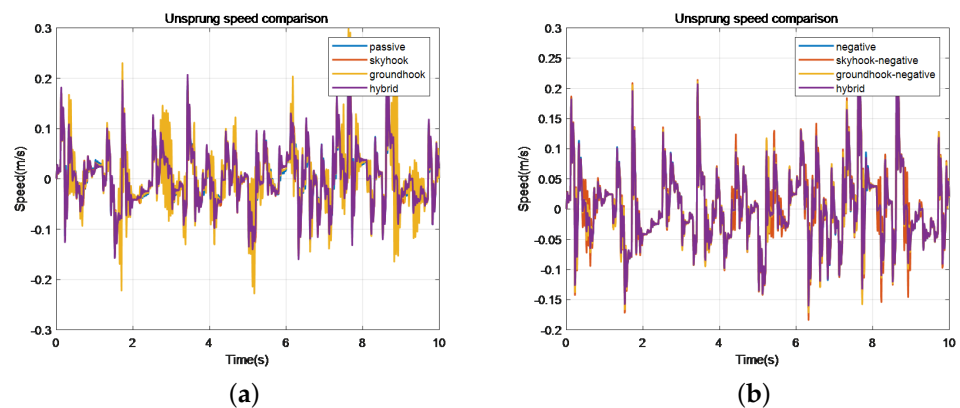 Unsprung speed comparison
0.3
0.2
0.1
0
-0.1
-0.2
-0.3
Speed(m/s)
passive
skyhook
groundhook
hybrid
0 2 4 6 8 10
Time(s)
(a)
Unsprung speed comparison
0.3
0.25
0.2
0.15
0.1
0.05
0
-0.05
-0.1
-0.15
-0.2
Speed(m/s)
negative
skyhook-negative
groundhook-negative
hybrid
0 2 4 6 8 10
Time(s)
(b)